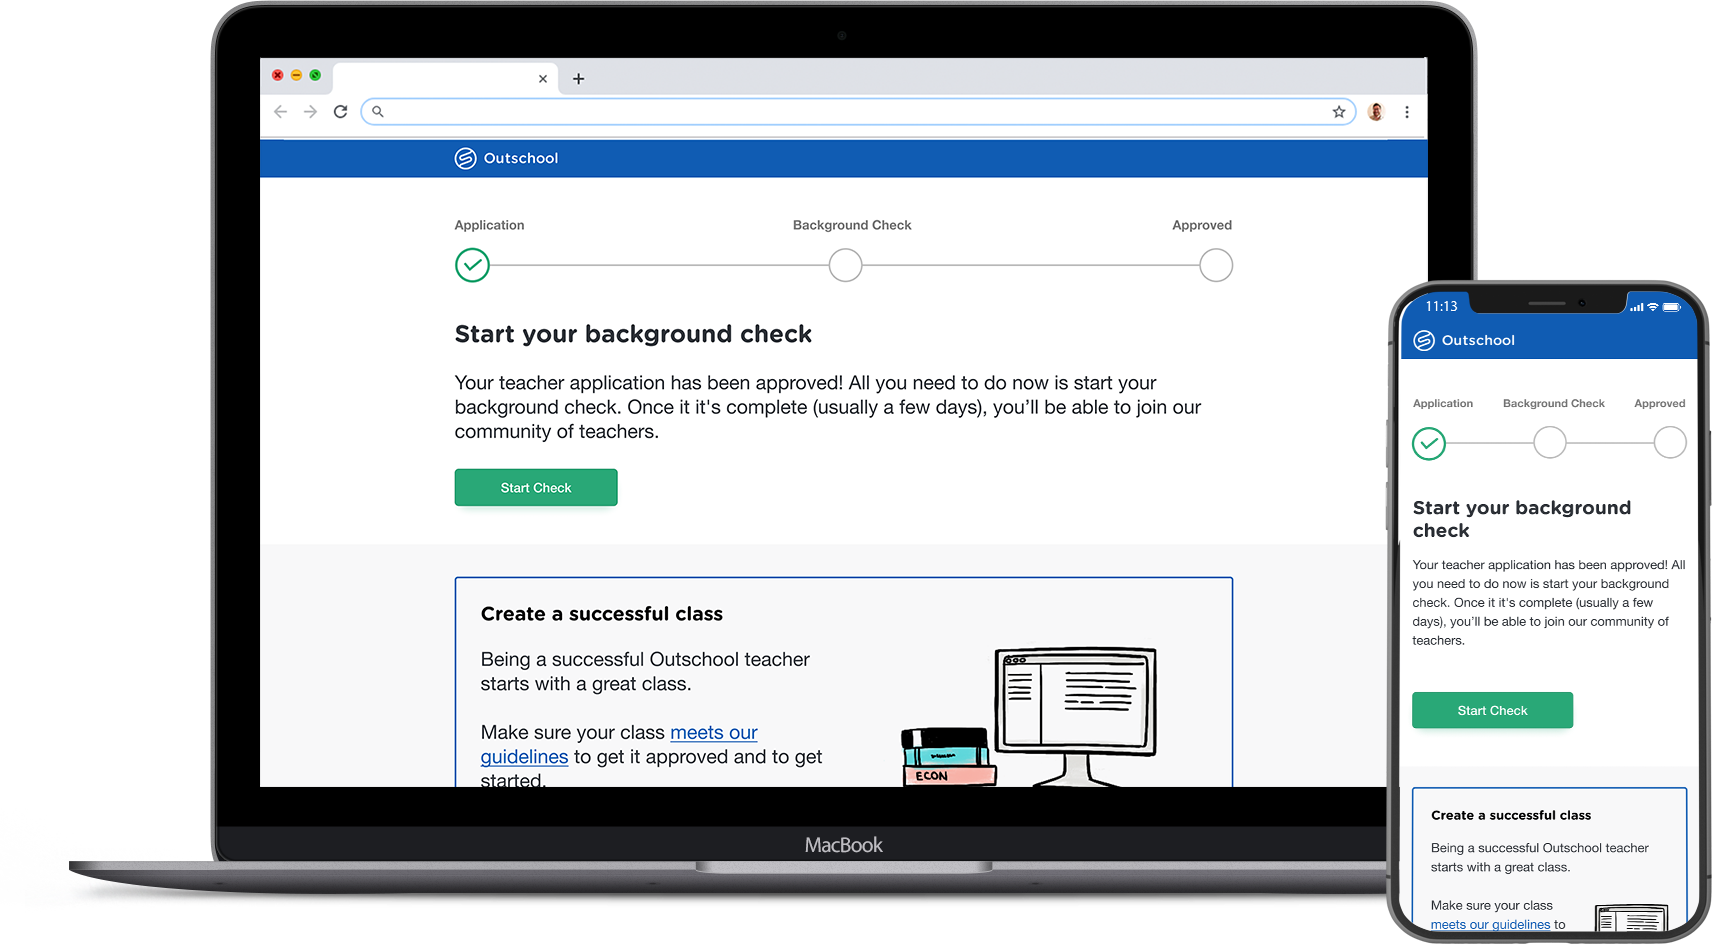 Outschool
Application
Background Check
Approved
Start your background check
Your teacher application has been approved! All you need to do now is start your
background check. Once it it's complete (usually a few days), you’ll be able to join our
community of teachers.
Start Check
Create a successful class
Being a successful Outschool teacher
starts with a great class.
Make sure your class meets our
guidelines to get it approved and to get
started.
ECON
MacBook
11:13
Outschool
Application
Background Check
Approved
Start your background
check
Your teacher application has been approved! All
you need to do now is start your background
check. Once it it's complete (usually a few
days), you’ll be able to join our community of
teachers.
Start Check
Create a successful class
Being a successful Outschool teacher
starts with a great class.
Make sure your class
meets our guidelines to